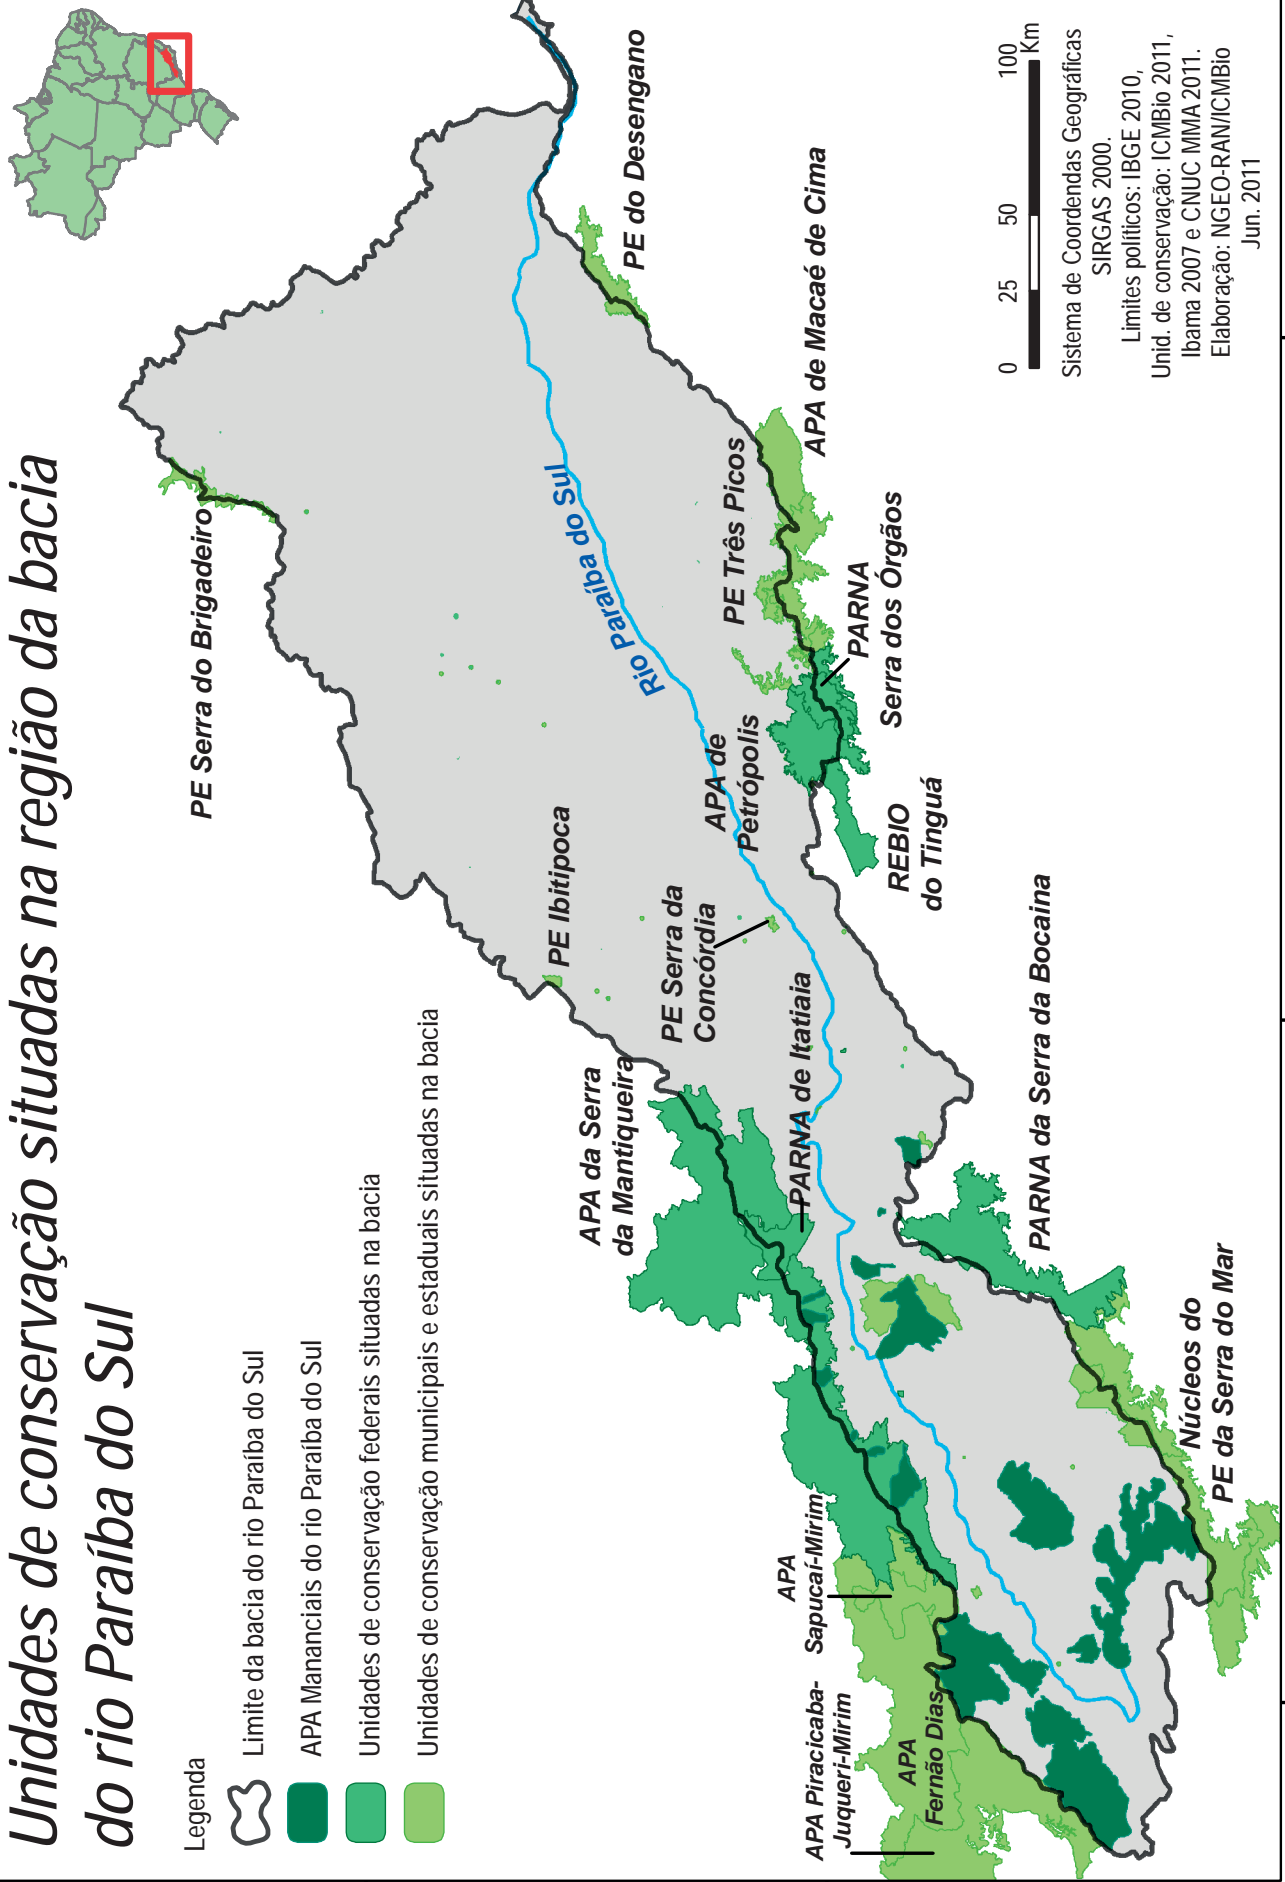 Unidades de conservação situadas na região da bacia
do rio Paraíba do Sul
Legenda
Limite da bacia do rio Paraíba do Sul
APA Mananciais do rio Paraíba do Sul
Unidades de conservação federais situadas na bacia
Unidades de conservação municipais e estaduais situadas na bacia
PE Serra do Brigadeiro
PE Ibitipoca
APA da Serra
da Mantiqueira
PE Serra da
Concórdia
Rio Paraíba do Sul
PE do Desengano
APA de
Petrópolis
PE Três Picos
APA de Macaé de Cima
PARNA de Itatiaia
PARNA
Serra dos Órgãos
REBIO
do Tinguá
APA
Sapucaí-Mirim
APA Piracicaba-
Juqueri-Mirim
APA
Fernão Dias
PARNA da Serra da Bocaina
Núcleos do
PE da Serra do Mar
0 25 50 100
Km
Sistema de Coordendas Geográficas
SIRGAS 2000.
Limites políticos: IBGE 2010,
Unid. de conservação: ICMBio 2011,
Ibama 2007 e CNUC MMA 2011.
Elaboração: NGEO-RAN/ICMBio
Jun. 2011